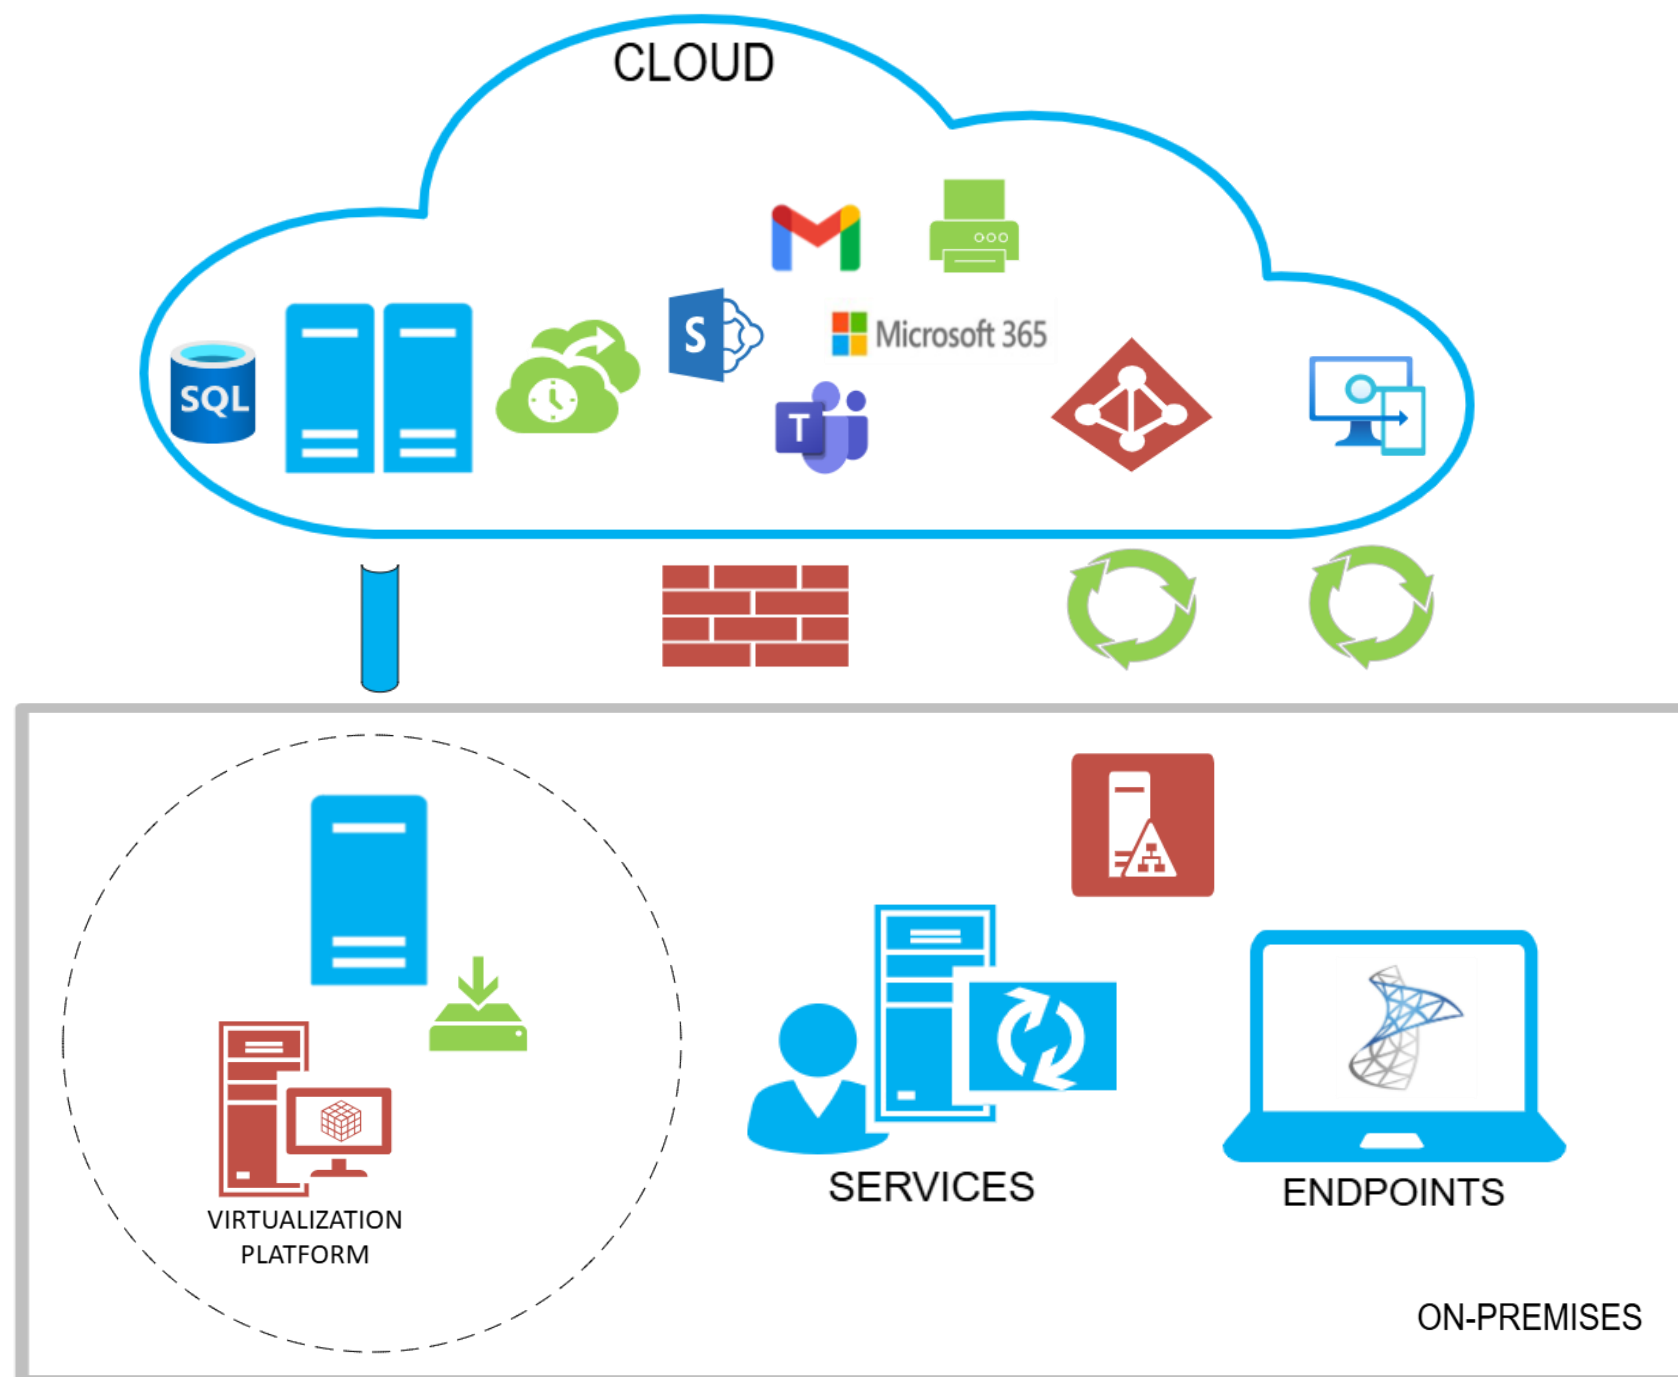 CLOUD
SQL
S
Microsoft 365
T
SERVICES
ENDPOINTS
VIRTUALIZATION
PLATFORM
ON-PREMISES